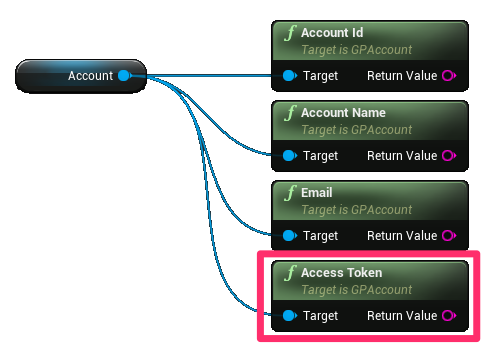 Account
f Account Id
Target is GPAccount
Target
Return Value
f Account Name
Target is GPAccount
Target
Return Value
f Email
Target is GPAccount
Target
Return Value
f Access Token
Target is GPAccount
Target
Return Value